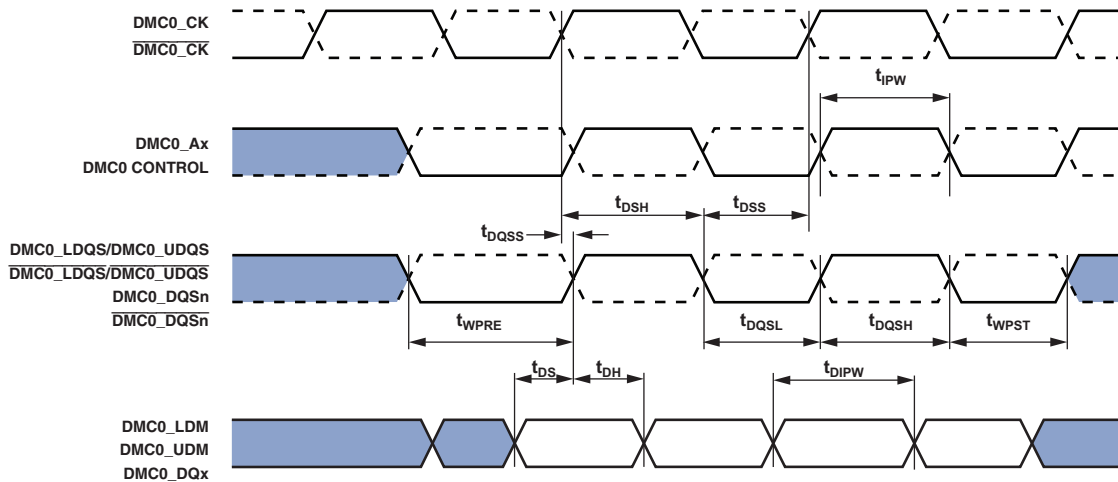 DMC0_CK
DMC0_CK
tIPW
DMC0_Ax
DMC0 CONTROL
tDSH
tDSS
tDQSS
DMC0_LDQS/DMC0_UDQS
DMC0_LDQS/DMC0_UDQS
DMC0_DQSn
DMC0_DQSn
tWPRE
tDQSL
tDQSH
tWPST
tDS
tDH
tDIPW
DMC0_LDM
DMC0_UDM
DMC0_DQx